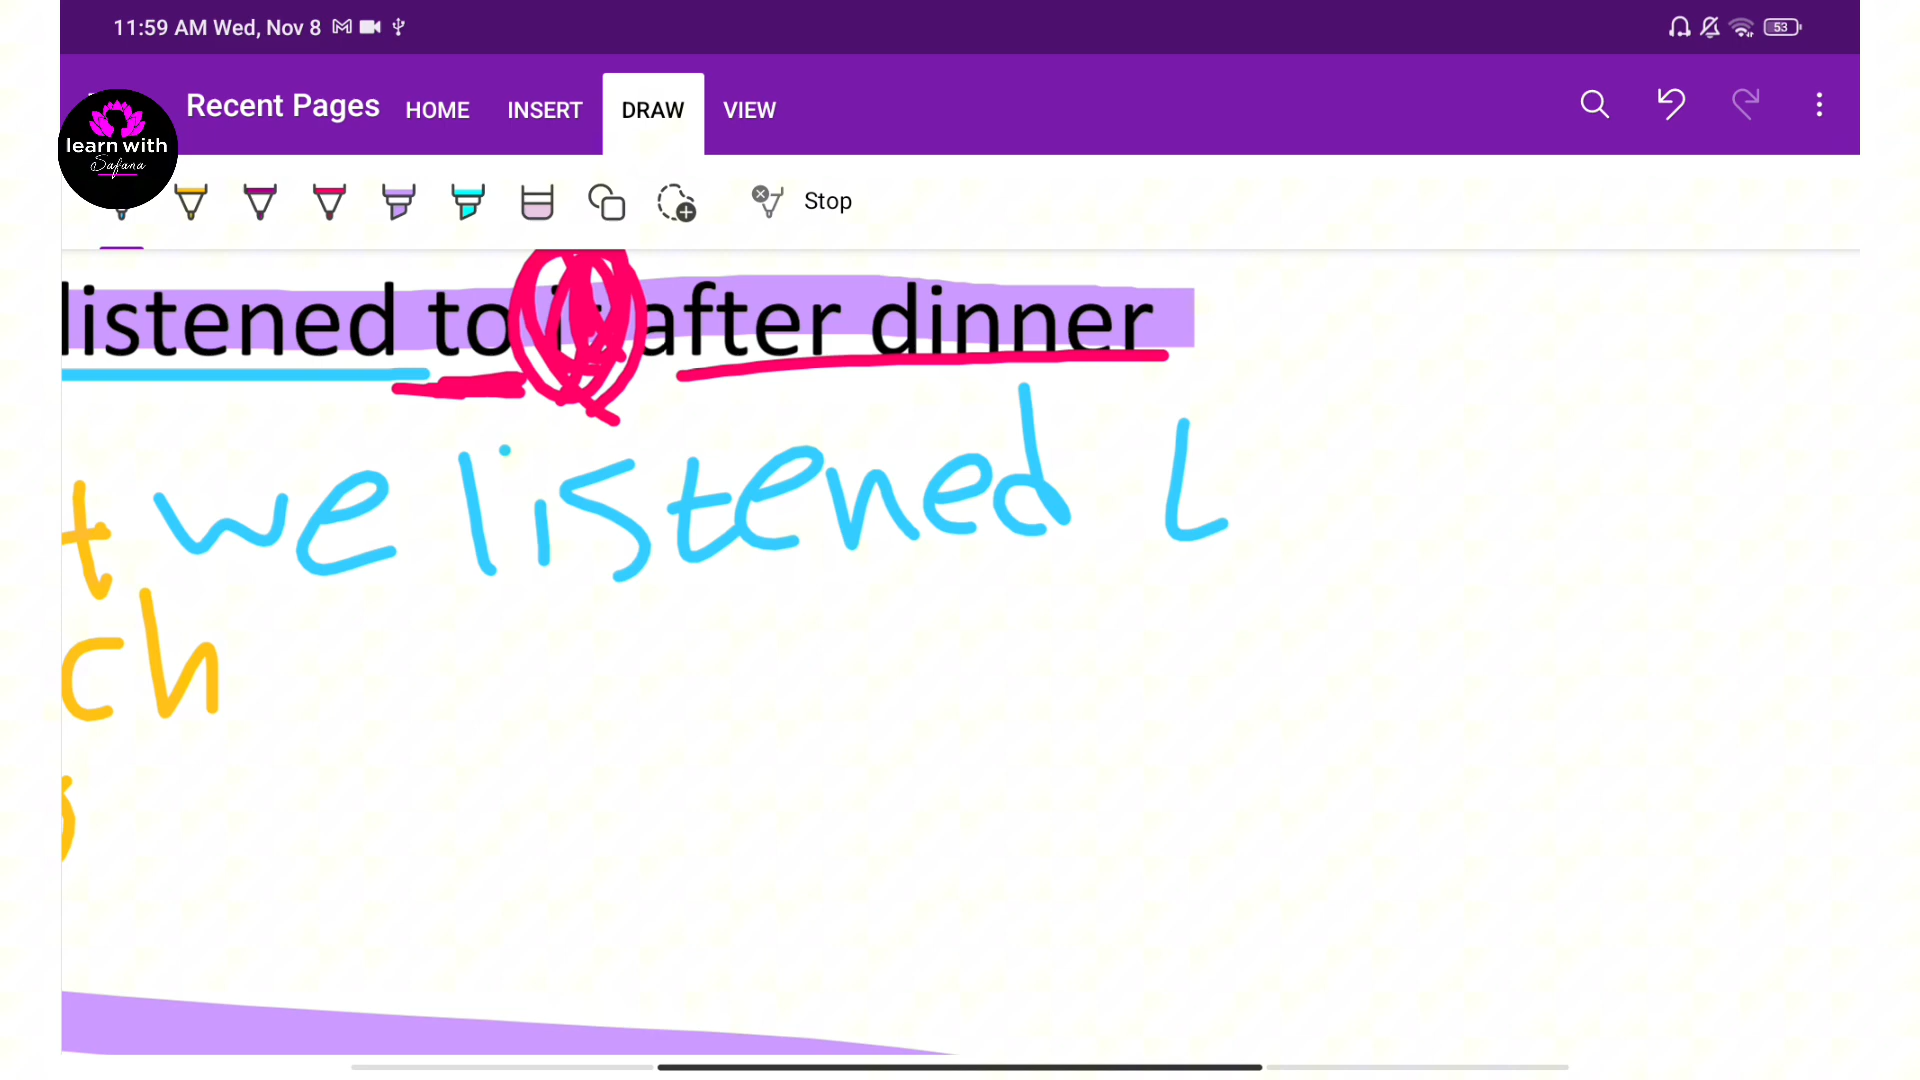 11:59 AM Wed, Nov 8
53
Recent Pages HOME INSERT DRAW VIEW
learn with
Safana
Stop
listened to after dinner
t we listened L
ch